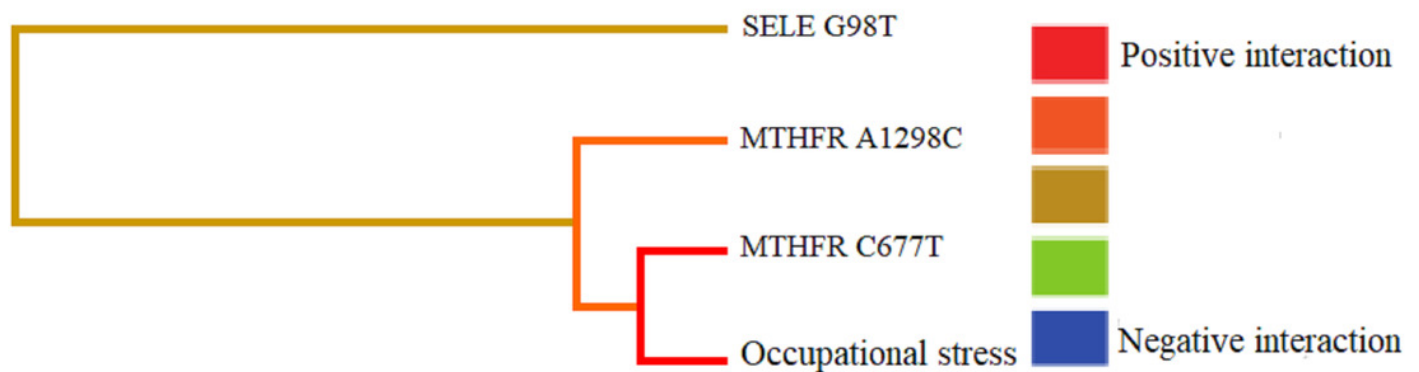 SELE G98T
MTHFR A1298C
MTHFR C677T
Occupational stress
Positive interaction
Negative interaction